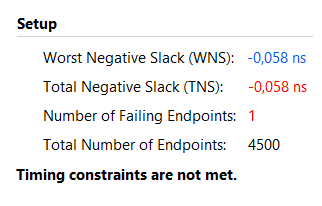 Setup
Worst Negative Slack (WNS): -0,058 ns
Total Negative Slack (TNS): -0,058 ns
Number of Failing Endpoints: 1
Total Number of Endpoints: 4500
Timing constraints are not met.